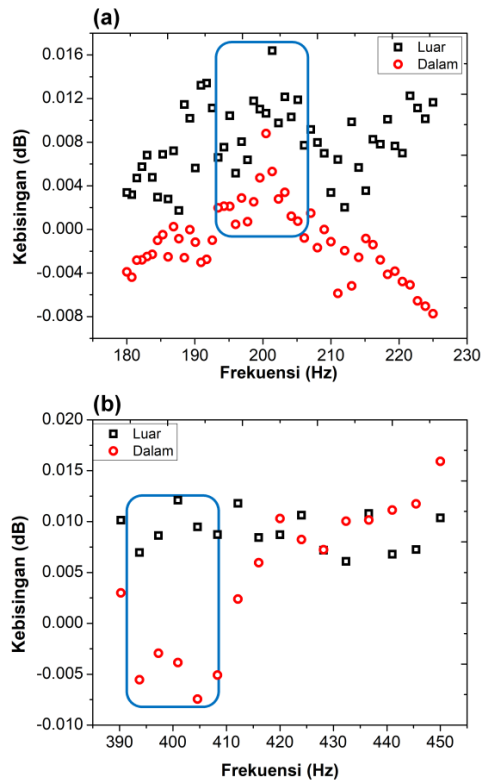 (a)
Luar
Dalam
0.016
0.012
0.008
0.004
0.000
-0.004
-0.008
Kebisingan (dB)
180 190 200 210 220 230
Frekuensi (Hz)
(b)
Luar
Dalam
0.020
0.015
0.010
0.005
0.000
-0.005
-0.010
Kebisingan (dB)
390 400 410 420 430 440 450
Frekuensi (Hz)